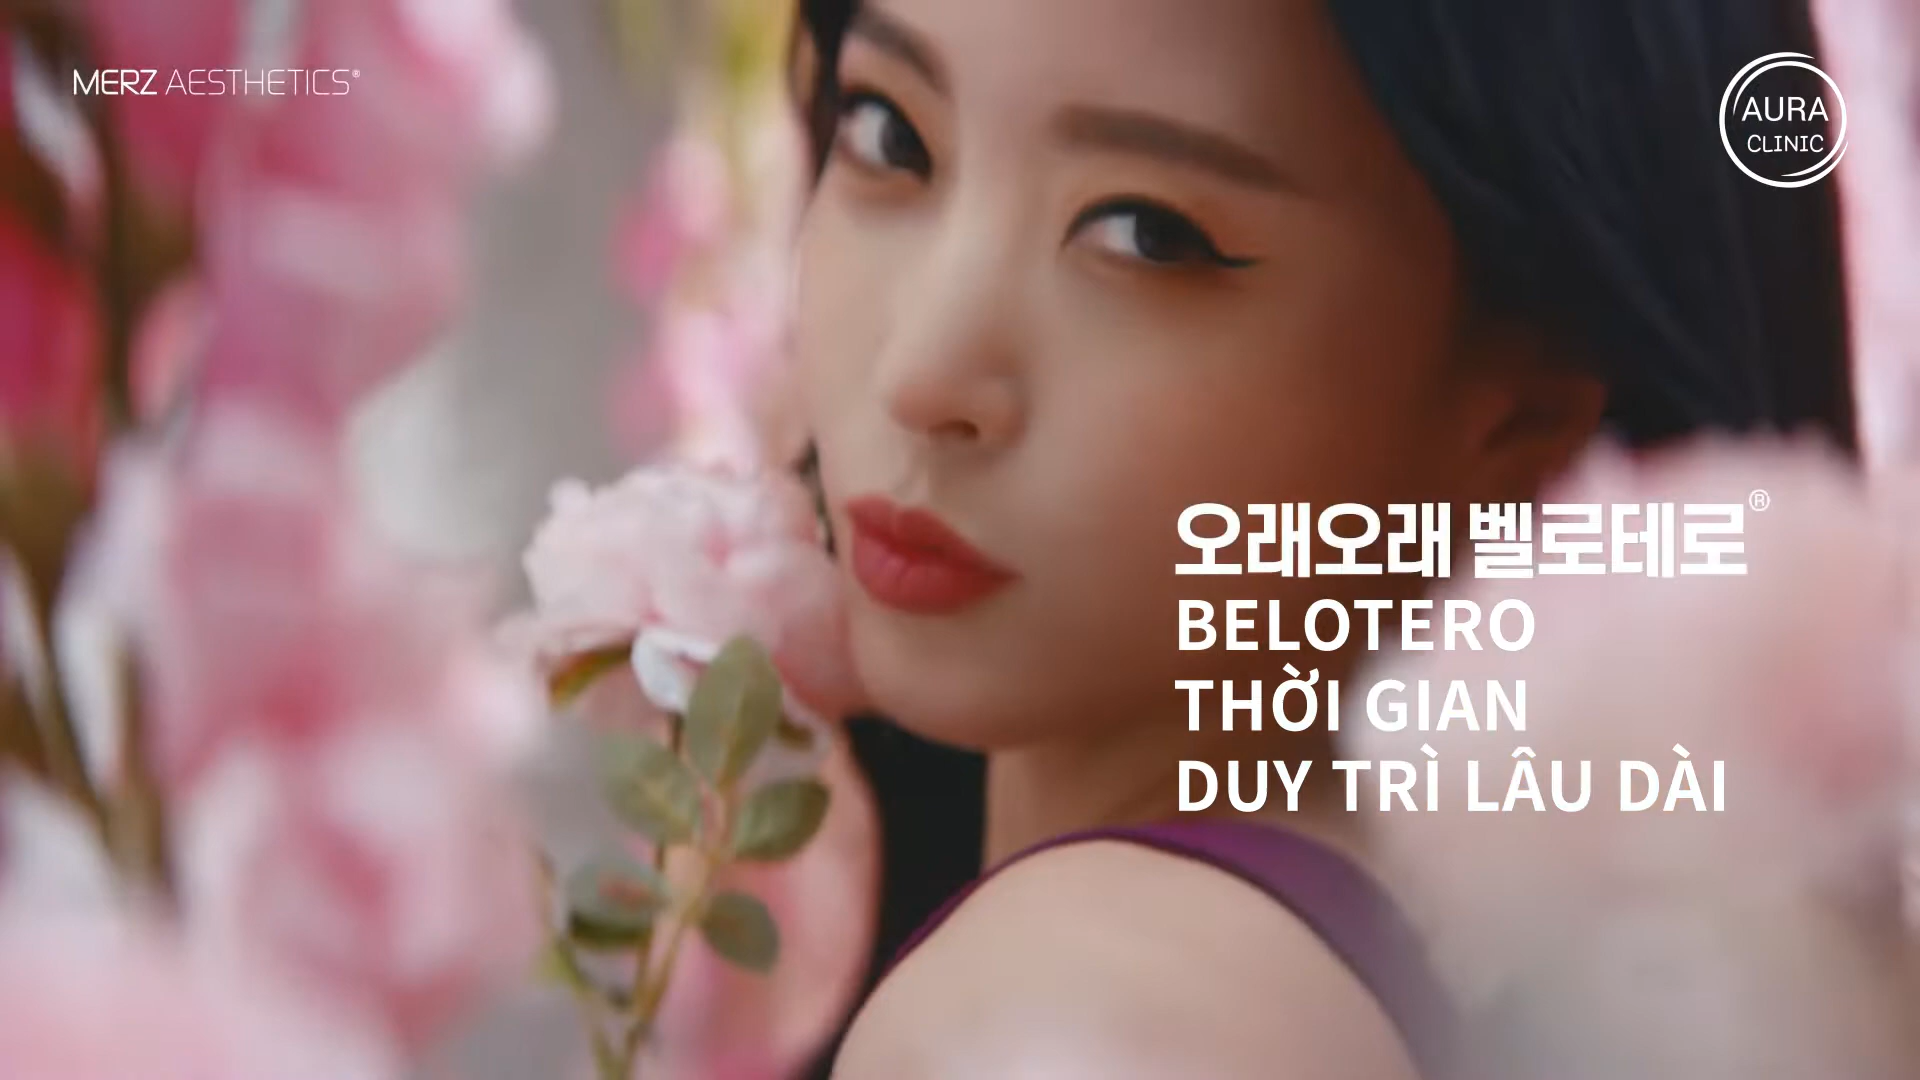 MERZ AESTHETICS®
AURA
CLINIC
오래오래 벨로테로®
BELOTERO
THỜI GIAN
DUY TRÌ LÂU DÀI